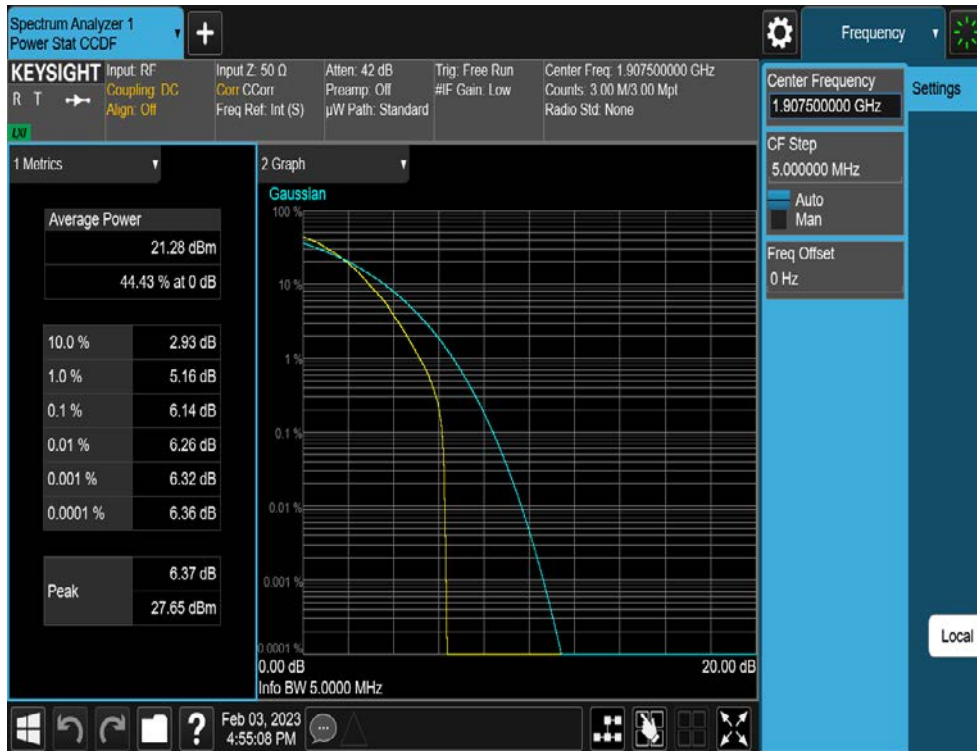 Spectrum Analyzer 1
Power Stat CCDF
+
Frequency
KEYSIGHT
R T
LXI
Input: RF
Coupling: DC
Align: Off
Input Z: 50 Ω
Corr CCorr
Freq Ref: Int (S)
Atten: 42 dB
Preamp: Off
µW Path: Standard
Trig: Free Run
#IF Gain: Low
Center Freq: 1.907500000 GHz
Counts: 3.00 M/3.00 Mpt
Radio Std: None
Center Frequency
1.907500000 GHz
Settings
CF Step
5.000000 MHz
Auto
Man
Freq Offset
0 Hz
Local
1 Metrics
Average Power
21.28 dBm
44.43 % at 0 dB
10.0 % 2.93 dB
1.0 % 5.16 dB
0.1 % 6.14 dB
0.01 % 6.26 dB
0.001 % 6.32 dB
0.0001 % 6.36 dB
Peak 6.37 dB
27.65 dBm
2 Graph
Gaussian
100 %
10 %
1 %
0.1 %
0.01 %
0.001 %
0.0001 %
0.00 dB 20.00 dB
Info BW 5.0000 MHz
?
Feb 03, 2023
4:55:08 PM